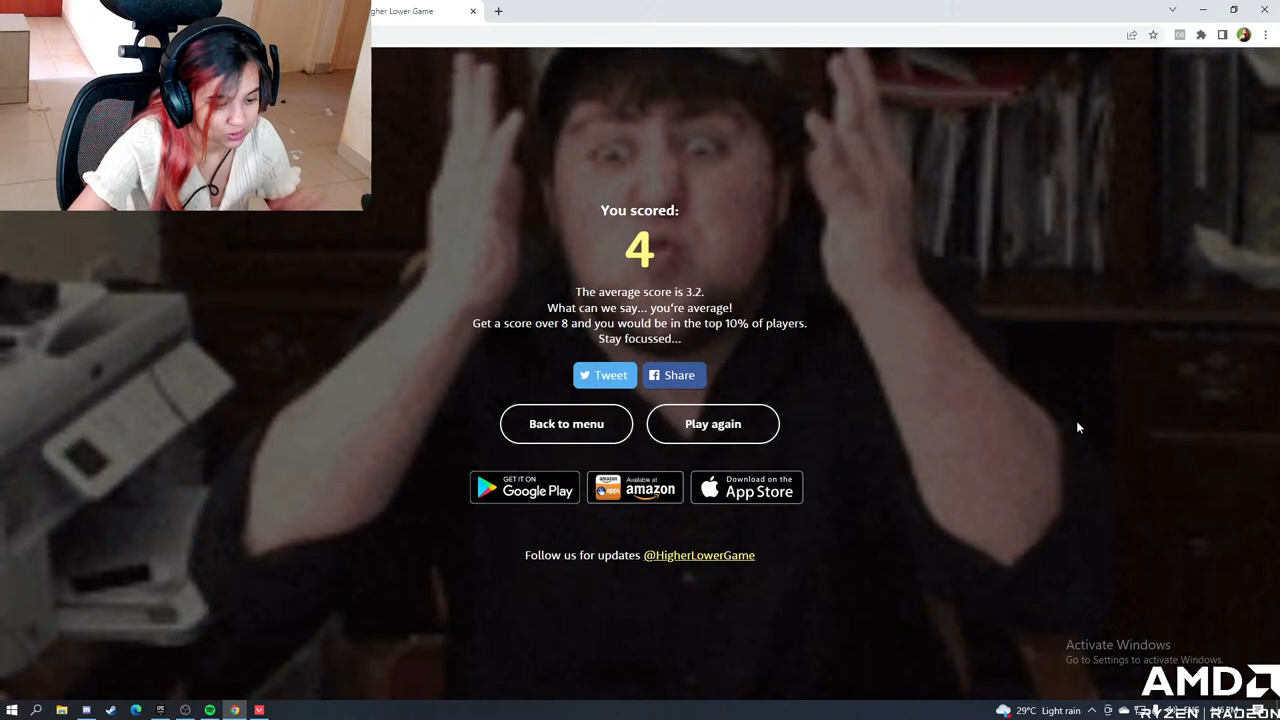 gher Lower Game
You scored:
4
The average score is 3.2.
What can we say... you're average!
Get a score over 8 and you would be in the top 10% of players.
Stay focussed...
Tweet
Share
Back to menu
Play again
GET IT ON
Google Play
amazon
apps
Available at
amazon
Download on the
App Store
Follow us for updates @HigherLowerGame
Activate Windows
Go to Settings to activate Windows.
AMD
RYZEN | RADEON
29°C Light rain